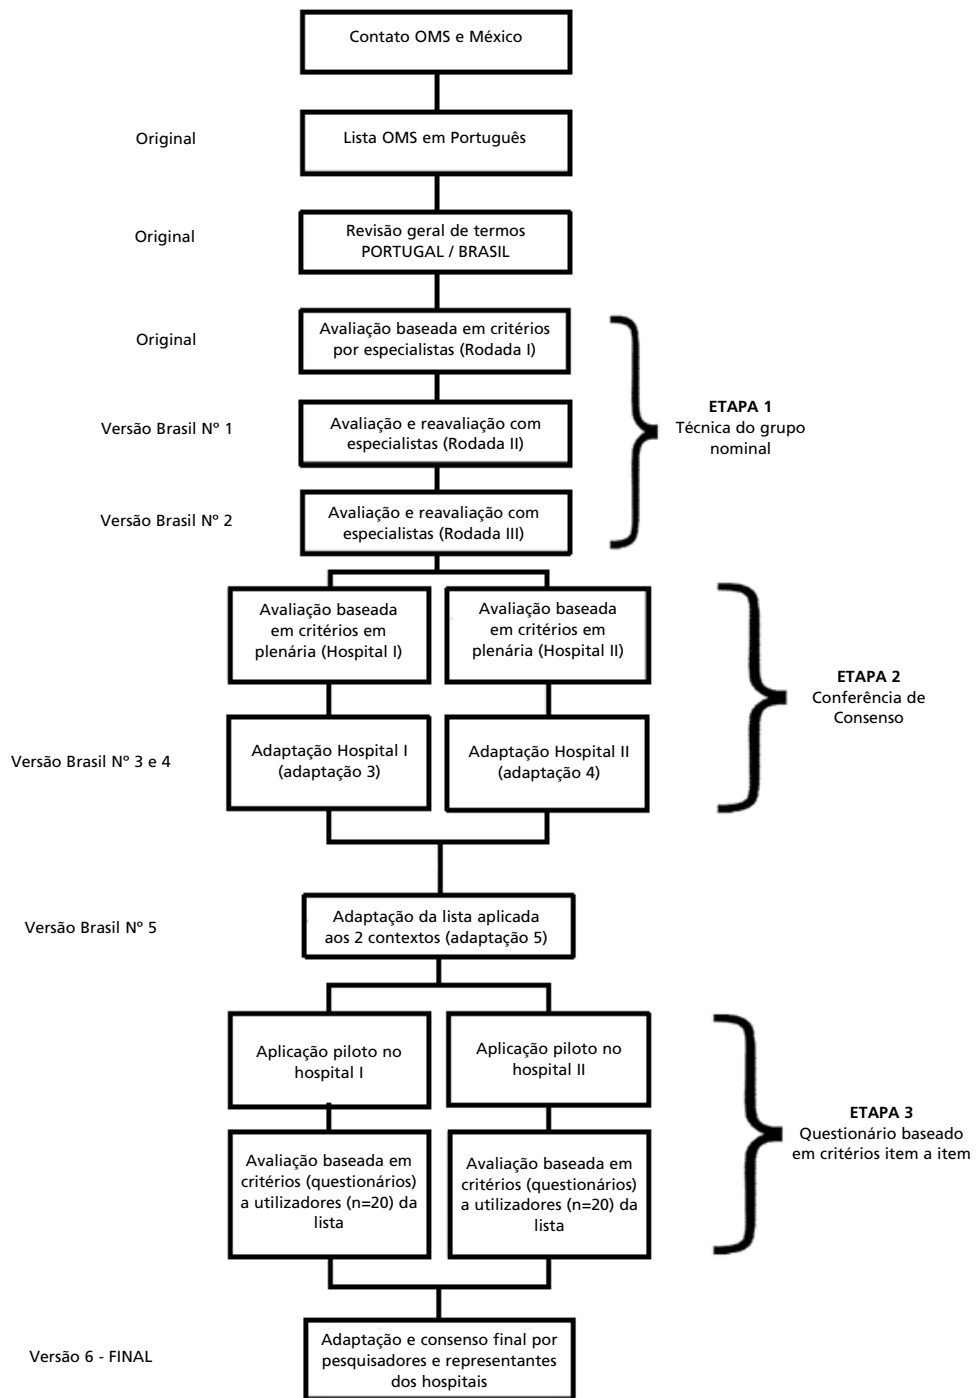 Contato OMS e México
Original
Lista OMS em Português
Original
Revisão geral de termos
PORTUGAL / BRASIL
Original
Avaliação baseada em critérios
por especialistas (Rodada I)
Versão Brasil Nº 1
Avaliação e reavaliação com
especialistas (Rodada II)
Versão Brasil Nº 2
Avaliação e reavaliação com
especialistas (Rodada III)
ETAPA 1
Técnica do grupo
nominal
Avaliação baseada
em critérios em
plenária (Hospital I)
Avaliação baseada
em critérios em
plenária (Hospital II)
Versão Brasil Nº 3 e 4
Adaptação Hospital I
(adaptação 3)
Adaptação Hospital II
(adaptação 4)
ETAPA 2
Conferência de
Consenso
Versão Brasil Nº 5
Adaptação da lista aplicada
aos 2 contextos (adaptação 5)
Aplicação piloto no
hospital I
Aplicação piloto no
hospital II
Avaliação baseada em
critérios (questionários)
a utilizadores (n=20) da
lista
Avaliação baseada em
critérios (questionários)
a utilizadores (n=20) da
lista
ETAPA 3
Questionário baseado
em critérios item a item
Versão 6 - FINAL
Adaptação e consenso final por
pesquisadores e representantes
dos hospitais